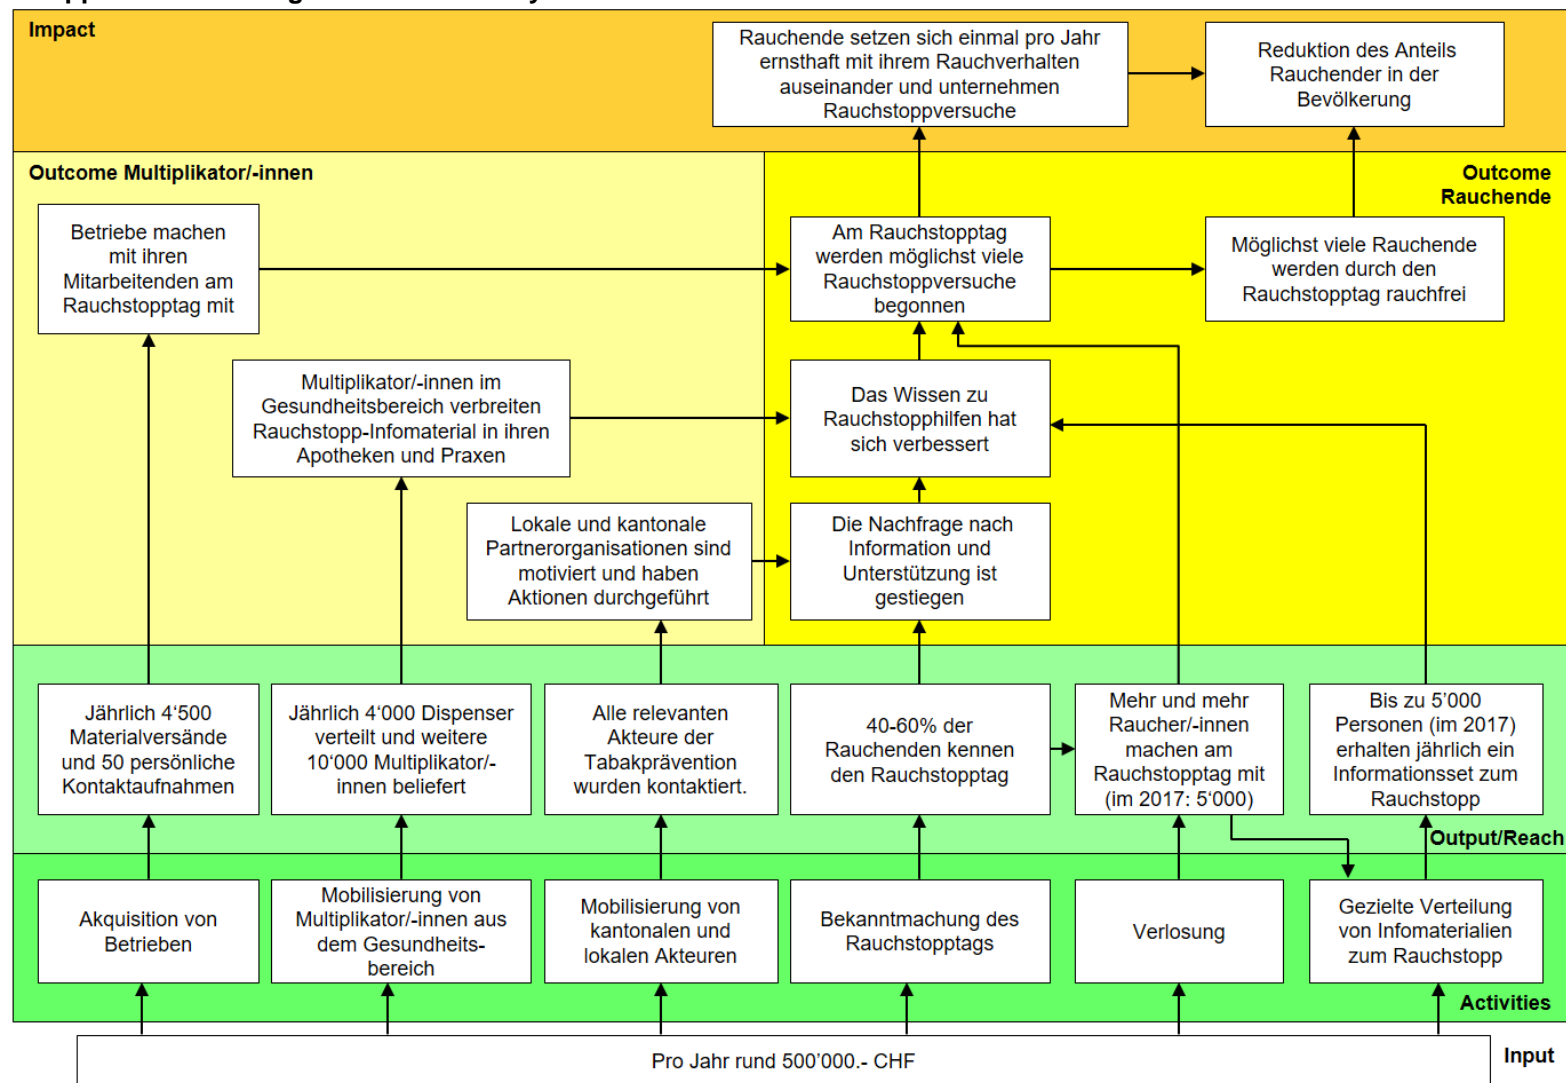 Impact
Rauchende setzen sich einmal pro Jahr
ernsthaft mit ihrem Rauchverhalten
auseinander und unternehmen
Rauchstoppversuche
Reduktion des Anteils
Rauchender in der
Bevölkerung
Outcome Multiplikator/-innen
Outcome
Rauchende
Betriebe machen
mit ihren
Mitarbeitenden am
Rauchstopptag mit
Am Rauchstopptag
werden möglichst viele
Rauchstoppversuche
begonnen
Möglichst viele Rauchende
werden durch den
Rauchstopptag rauchfrei
Multiplikator/-innen im
Gesundheitsbereich verbreiten
Rauchstopp-Infomaterial in ihren
Apotheken und Praxen
Das Wissen zu
Rauchstopphilfen hat
sich verbessert
Lokale und kantonale
Partnerorganisationen sind
motiviert und haben
Aktionen durchgeführt
Die Nachfrage nach
Information und
Unterstützung ist
gestiegen
Jährlich 4‘500
Materialversände
und 50 persönliche
Kontaktaufnahmen
Jährlich 4‘000 Dispenser
verteilt und weitere
10‘000 Multiplikator/-
innen beliefert
Alle relevanten
Akteure der
Tabakprävention
wurden kontaktiert.
40-60% der
Rauchenden kennen
den Rauchstopptag
Mehr und mehr
Raucher/-innen
machen am
Rauchstopptag mit
(im 2017: 5‘000)
Bis zu 5’000
Personen (im 2017)
erhalten jährlich ein
Informationsset zum
Rauchstopp
Output/Reach
Akquisition von
Betrieben
Mobilisierung von
Multiplikator/-innen aus
dem Gesundheits-
bereich
Mobilisierung von
kantonalen und
lokalen Akteuren
Bekanntmachung des
Rauchstopptags
Verlosung
Gezielte Verteilung
von Infomaterialien
zum Rauchstopp
Activities
Pro Jahr rund 500’000.- CHF
Input